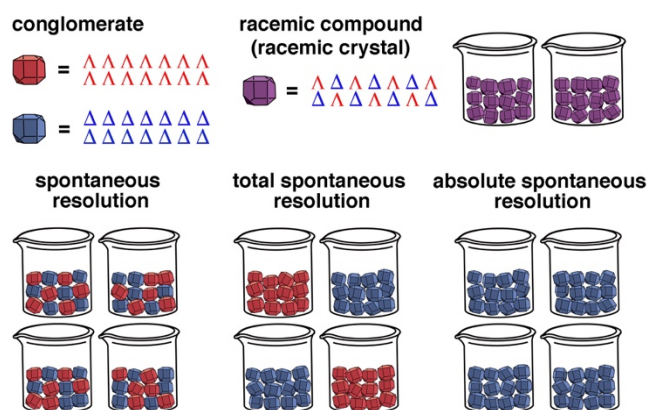 conglomerate
= Λ Λ Λ Λ Λ Λ Λ
Λ Λ Λ Λ Λ Λ Λ
= Δ Δ Δ Δ Δ Δ Δ
Δ Δ Δ Δ Δ Δ Δ
racemic compound
(racemic crystal)
= Λ Δ Λ Δ Λ Δ Λ
Δ Λ Δ Λ Δ Λ Δ
spontaneous
resolution
total spontaneous
resolution
absolute spontaneous
resolution